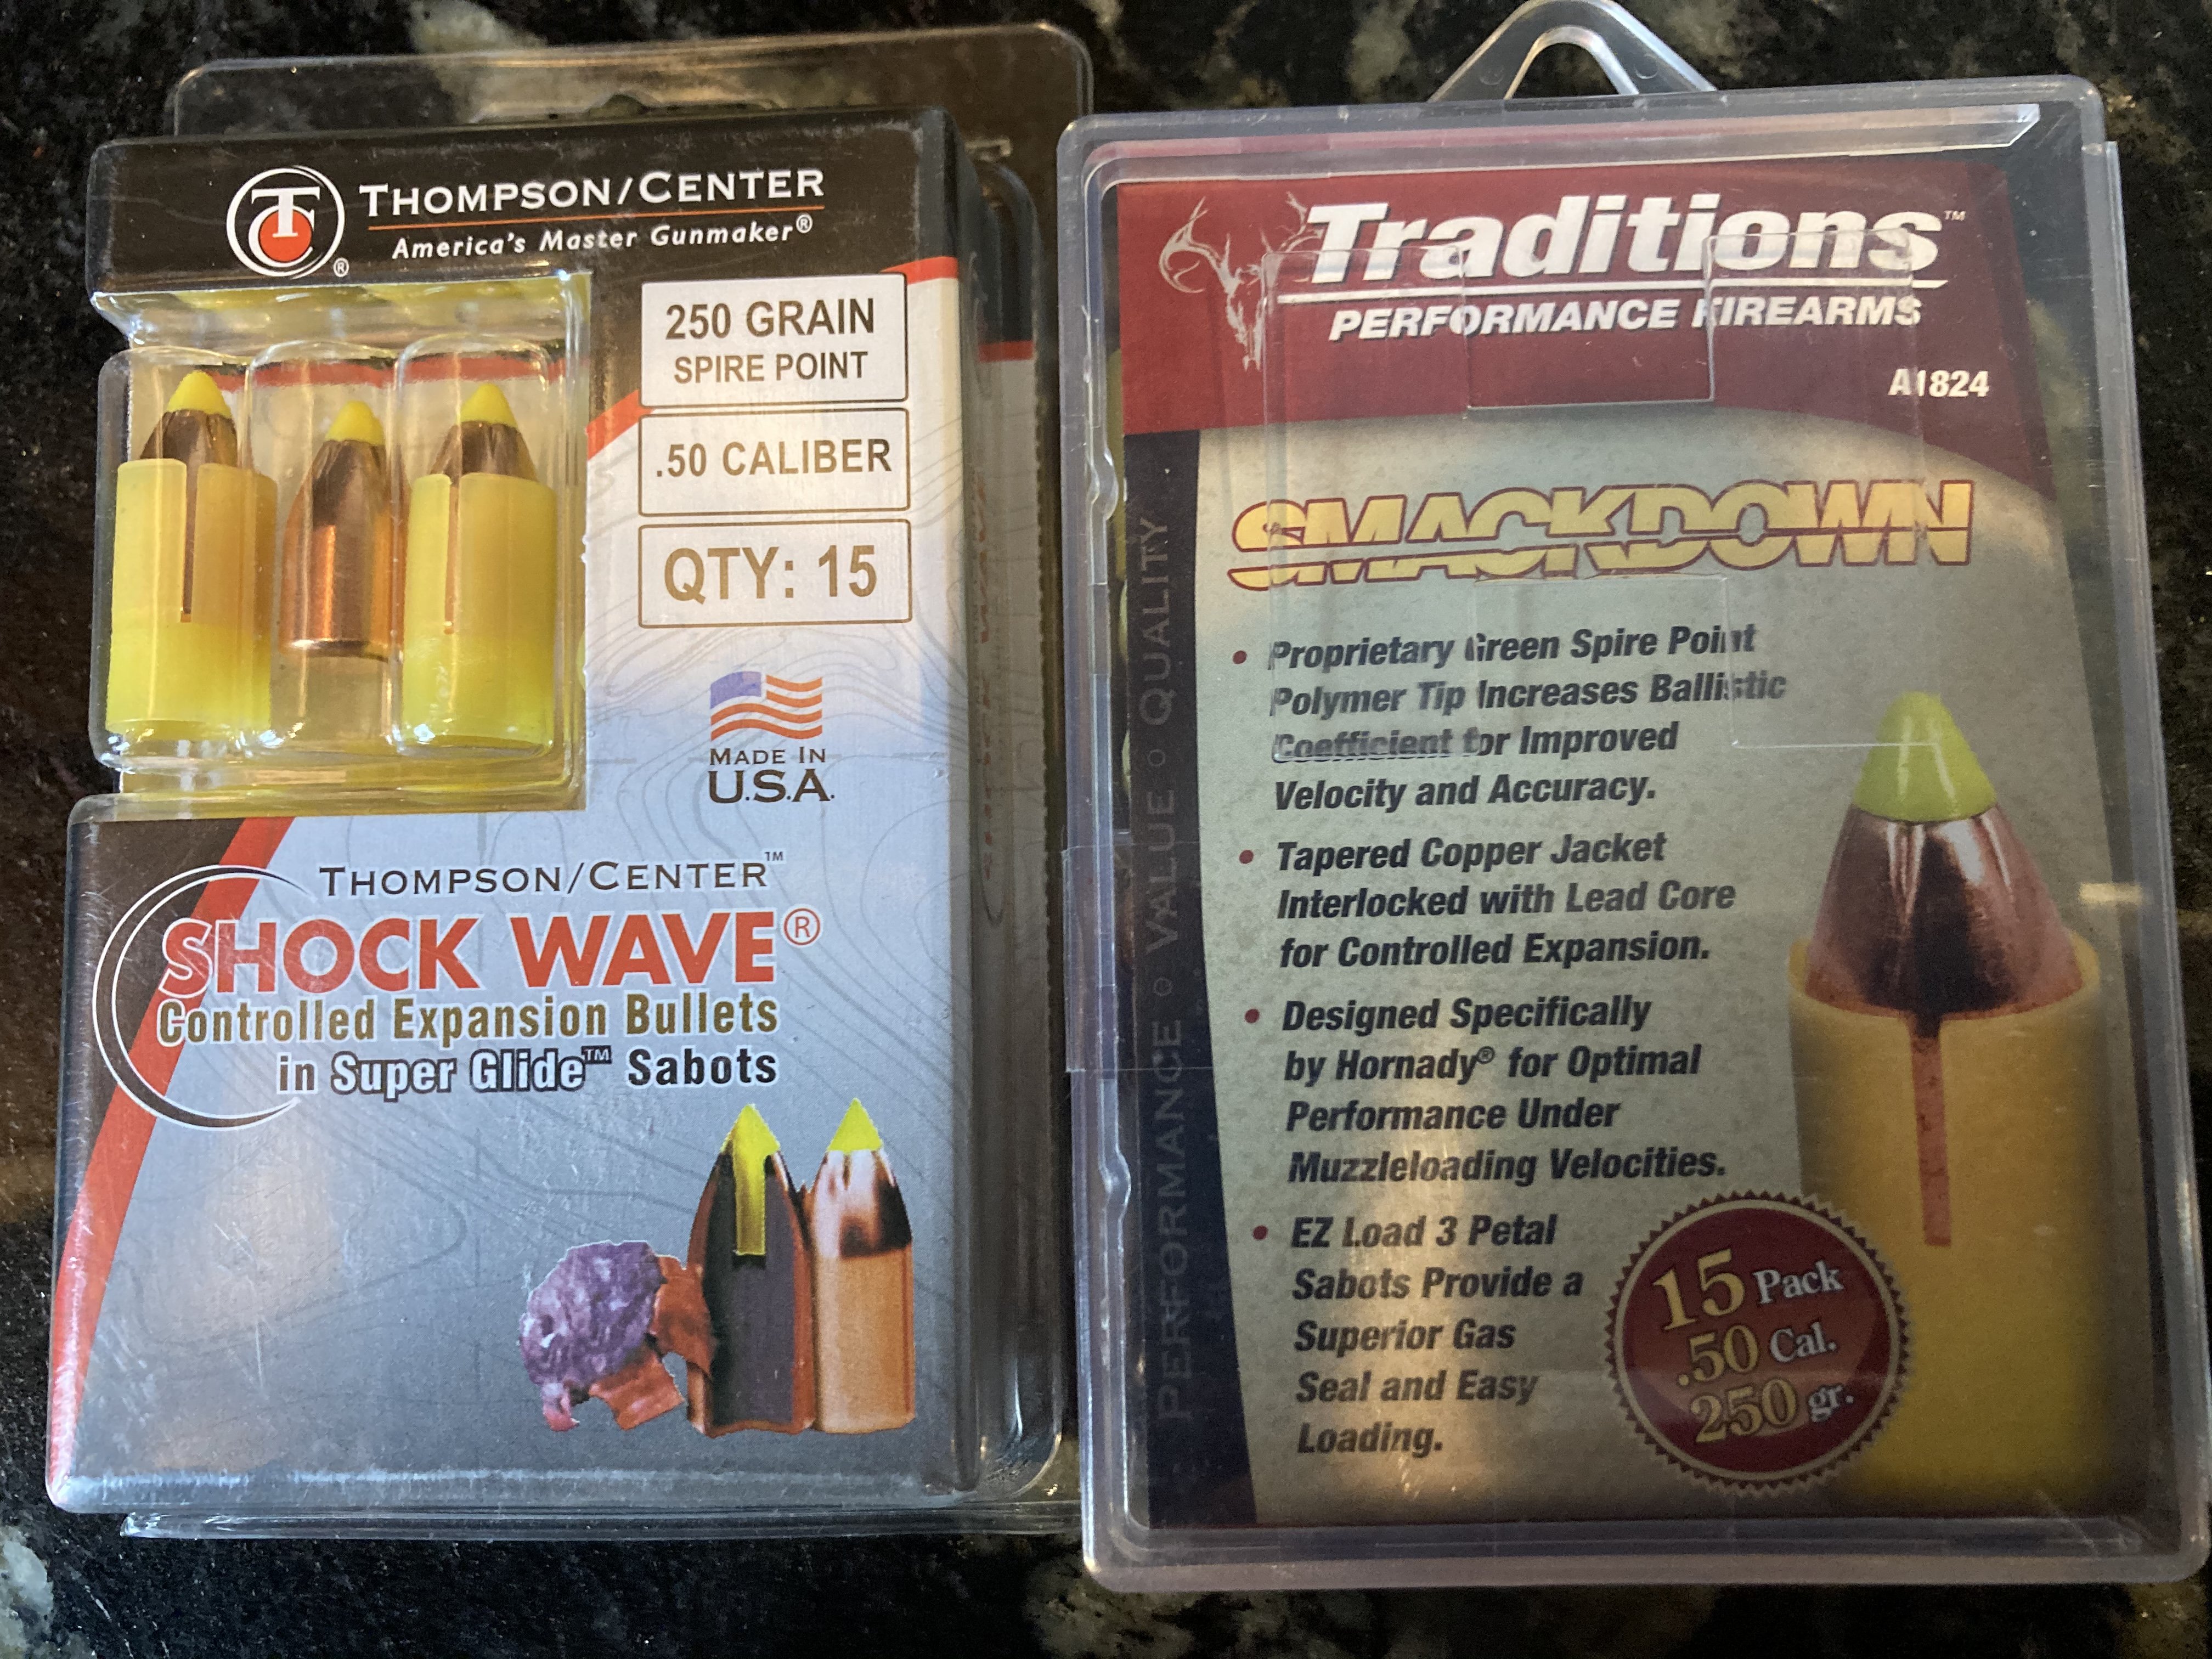 THOMPSON/CENTER
America's Master Gunmaker®
®
250 GRAIN
SPIRE POINT
.50 CALIBER
QTY: 15
MADE IN
U.S.A.
THOMPSON/CENTER™
SHOCK WAVE®
Controlled Expansion Bullets
in Super Glide™ Sabots
Traditions™
PERFORMANCE FIREARMS
A1824
SMACKDOWN
PERFORMANCE o VALUE o QUALITY
• Proprietary Green Spire Point
Polymer Tip Increases Ballistic
Coefficient for Improved
Velocity and Accuracy.
• Tapered Copper Jacket
Interlocked with Lead Core
for Controlled Expansion.
• Designed Specifically
by Hornady® for Optimal
Performance Under
Muzzleloading Velocities.
• EZ Load 3 Petal
Sabots Provide a
Superior Gas
Seal and Easy
Loading.
15 Pack
.50 Cal.
250 gr.